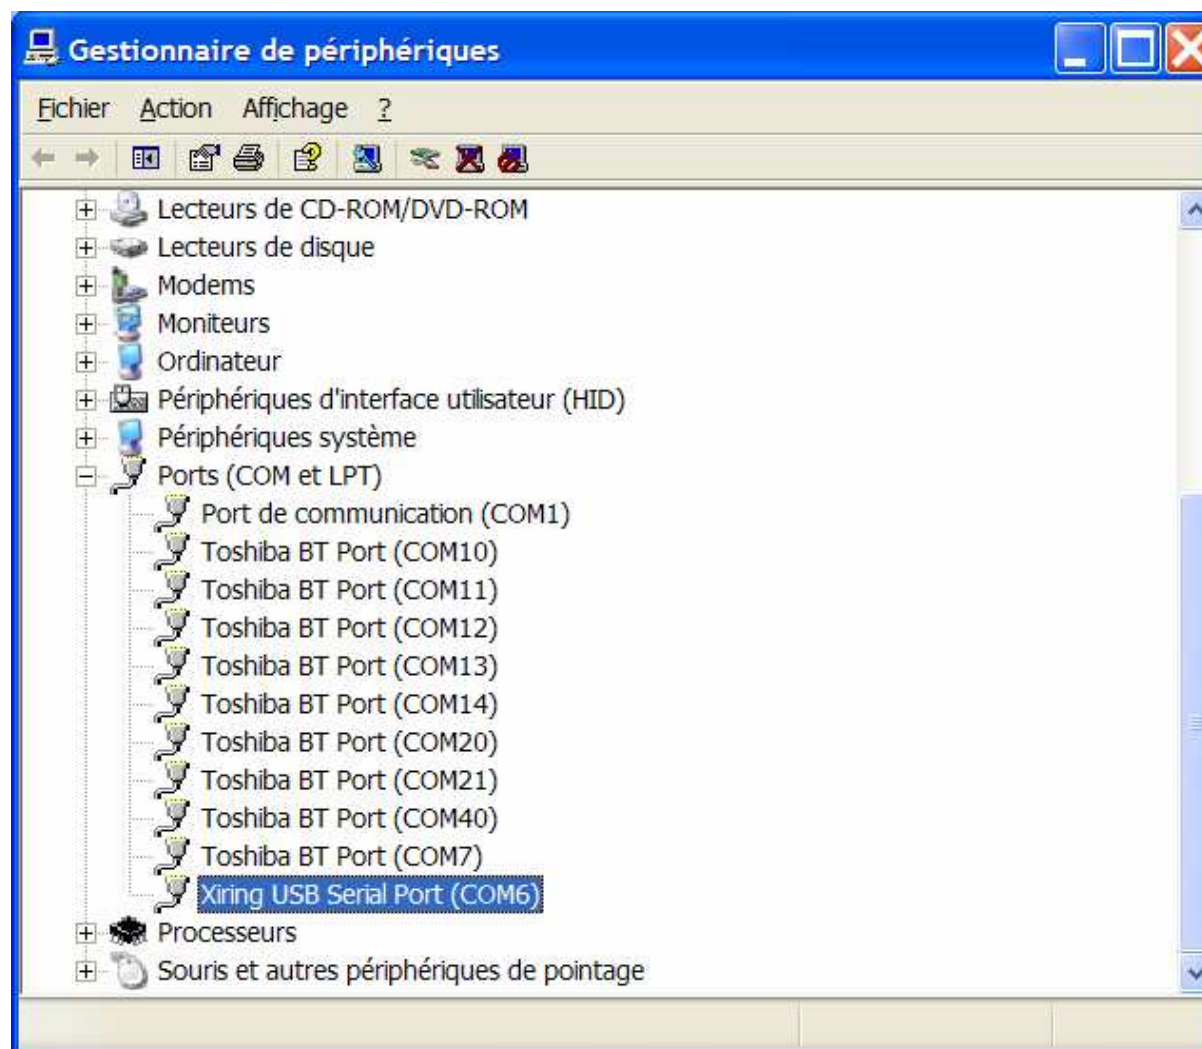 Gestionnaire de périphériques
Fichier Action Affichage ?
Lecteurs de CD-ROM/DVD-ROM
Lecteurs de disque
Modems
Moniteurs
Ordinateur
Périphériques d'interface utilisateur (HID)
Périphériques système
Ports (COM et LPT)
Port de communication (COM1)
Toshiba BT Port (COM10)
Toshiba BT Port (COM11)
Toshiba BT Port (COM12)
Toshiba BT Port (COM13)
Toshiba BT Port (COM14)
Toshiba BT Port (COM20)
Toshiba BT Port (COM21)
Toshiba BT Port (COM40)
Toshiba BT Port (COM7)
Xiring USB Serial Port (COM6)
Processeurs
Souris et autres périphériques de pointage